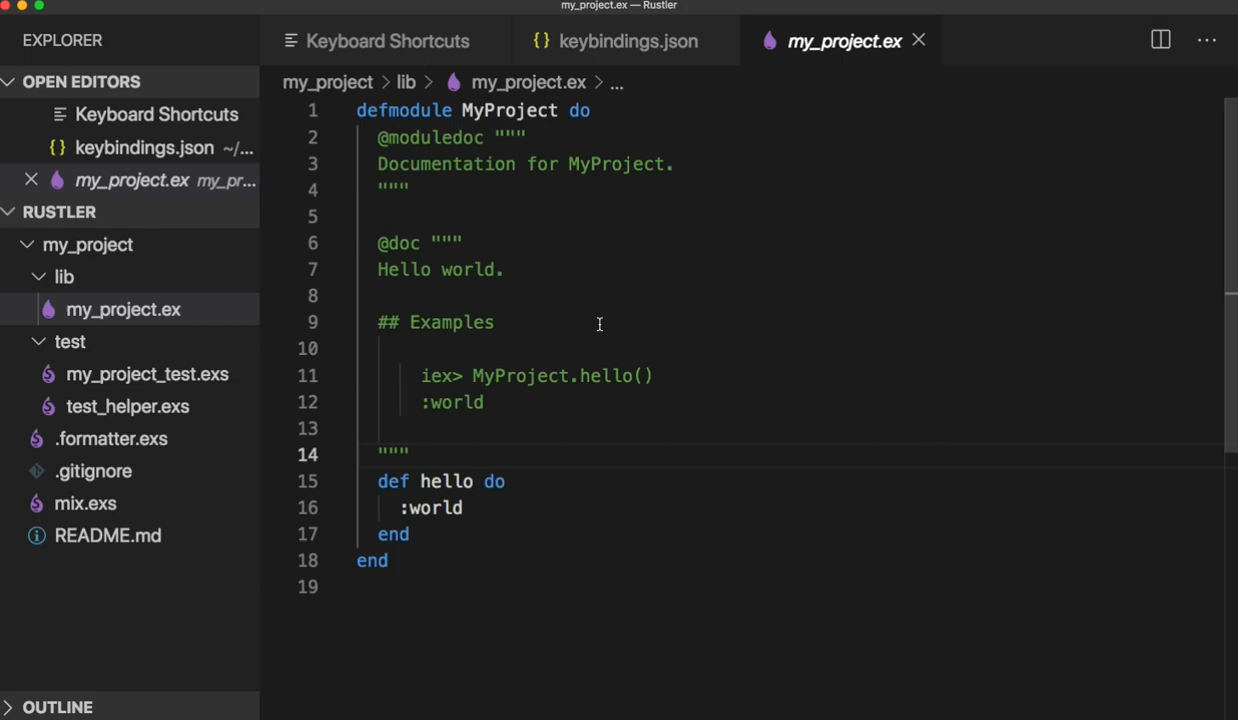 my_project.ex — Rustler
EXPLORER
Keyboard Shortcuts
{} keybindings.json
my_project.ex
OPEN EDITORS
Keyboard Shortcuts
{} keybindings.json ~/...
my_project.ex my_pr...
RUSTLER
my_project
lib
my_project.ex
test
my_project_test.exs
test_helper.exs
.formatter.exs
.gitignore
mix.exs
README.md
OUTLINE
my_project > lib > my_project.ex > ...
1 defmodule MyProject do
2   @moduledoc """
3   Documentation for MyProject.
4   """
5
6   @doc """
7   Hello world.
8
9   ## Examples
10
11       iex> MyProject.hello()
12       :world
13
14   """
15   def hello do
16     :world
17   end
18 end
19